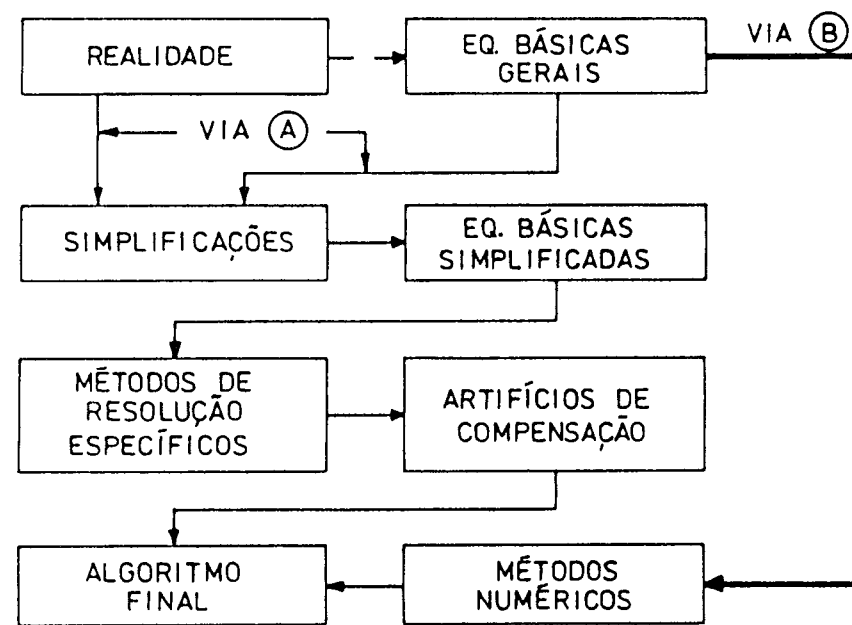 REALIDADE
EQ. BÁSICAS
GERAIS
VIA B
VIA A
SIMPLIFICAÇÕES
EQ. BÁSICAS
SIMPLIFICADAS
MÉTODOS DE
RESOLUÇÃO
ESPECÍFICOS
ARTIFÍCIOS DE
COMPENSAÇÃO
ALGORITMO
FINAL
MÉTODOS
NUMÉRICOS